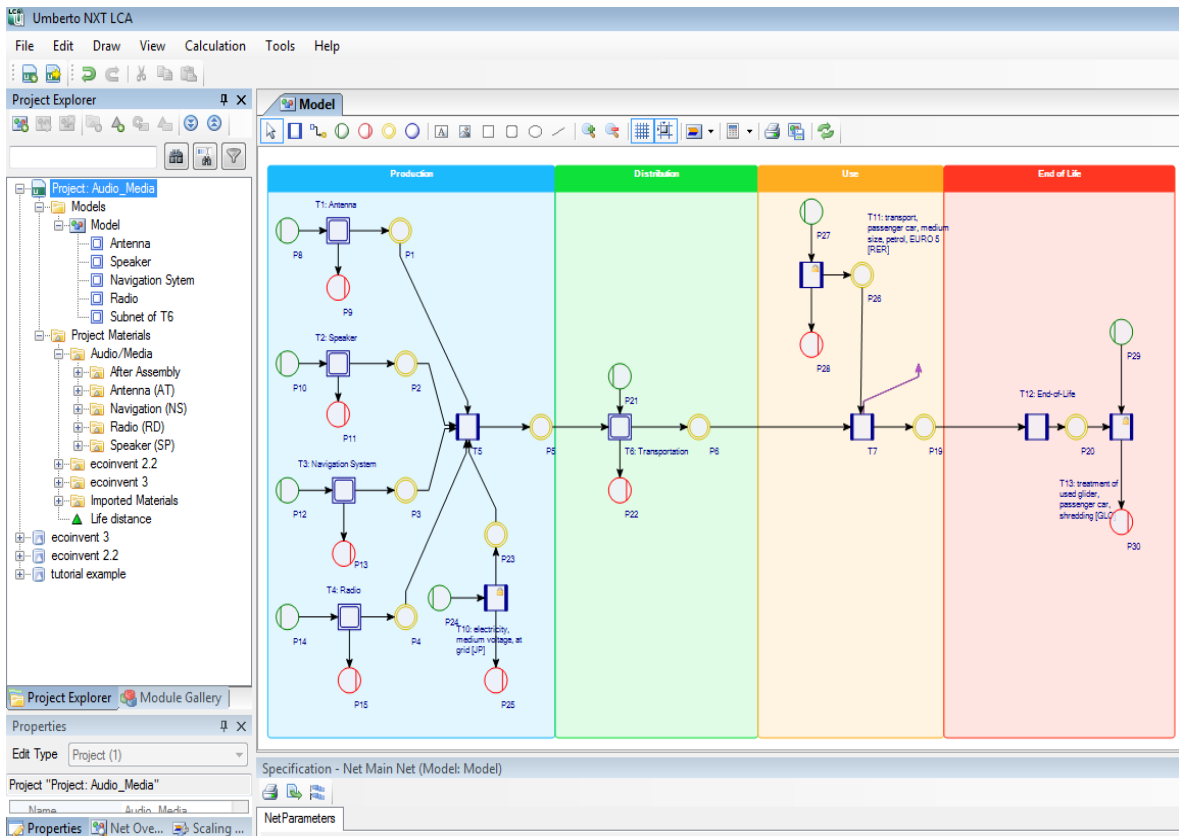 Umberto NXT LCA
File Edit Draw View Calculation Tools Help
Project Explorer
Project: Audio_Media
Models
Model
Antenna
Speaker
Navigation Sytem
Radio
Subnet of T6
Project Materials
Audio/Media
After Assembly
Antenna (AT)
Navigation (NS)
Radio (RD)
Speaker (SP)
ecoinvent 2.2
ecoinvent 3
Imported Materials
Life distance
ecoinvent 3
ecoinvent 2.2
tutorial example
Project Explorer Module Gallery
Properties
Edit Type Project (1)
Project "Project: Audio_Media"
Name Audio_Media
Properties Net Ove... Scaling ...
Model
Production Distribution Use End of Life
T1: Antenna
P8
P1
P9
T2: Speaker
P10
P2
P11
T3: Navigation System
P12
P3
P13
T4: Radio
P14
P4
P15
T5
P5
P23
P24
T10: electricity,
medium voltage, at
grid [JP]
P25
P21
T6: Transportation
P6
P22
P27
T11: transport,
passenger car, medium
size, petrol, EURO 5
[RER]
P26
P28
T7
P19
T12: End-of-Life
P29
P20
T13: treatment of
used glider,
passenger car,
shredding [GLO]
P30
Specification - Net Main Net (Model: Model)
NetParameters